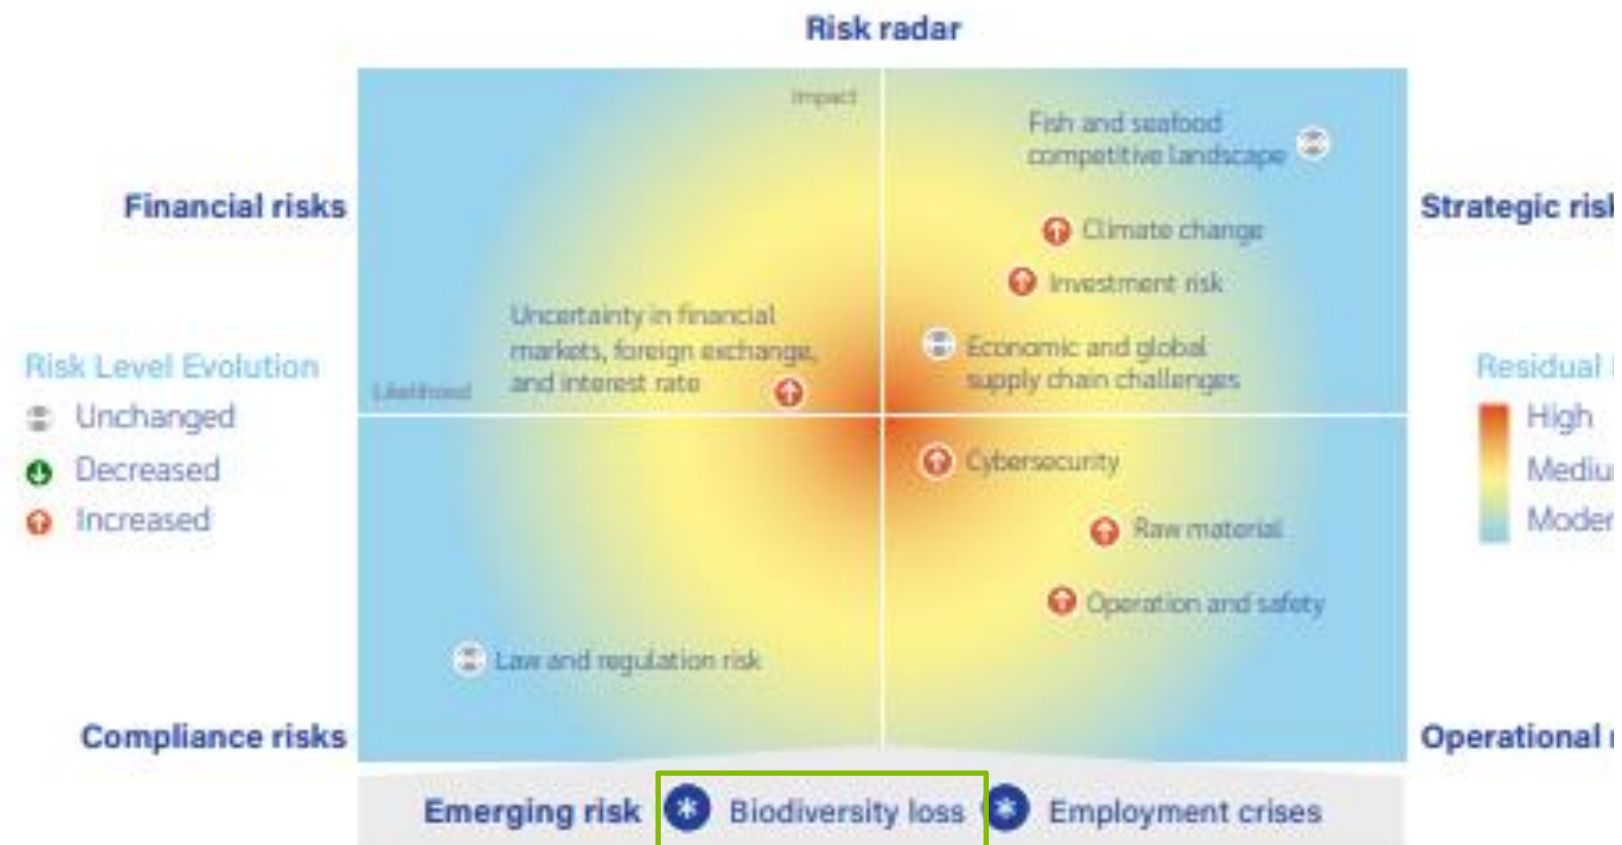 Risk radar
Impact
Fish and seafood
competitive landscape
Financial risks
Strategic risk
Climate change
Investment risk
Uncertainty in financial
markets, foreign exchange,
and interest rate
Economic and global
supply chain challenges
Likelihood
Risk Level Evolution
Unchanged
Decreased
Increased
Residual
High
Mediu
Moder
Cybersecurity
Raw material
Operation and safety
Law and regulation risk
Compliance risks
Operational
Emerging risk * Biodiversity loss * Employment crises